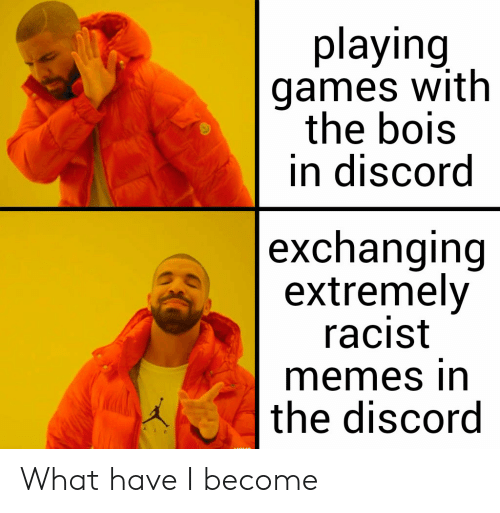 playing
games with
the bois
in discord
exchanging
extremely
racist
memes in
the discord
What have I become